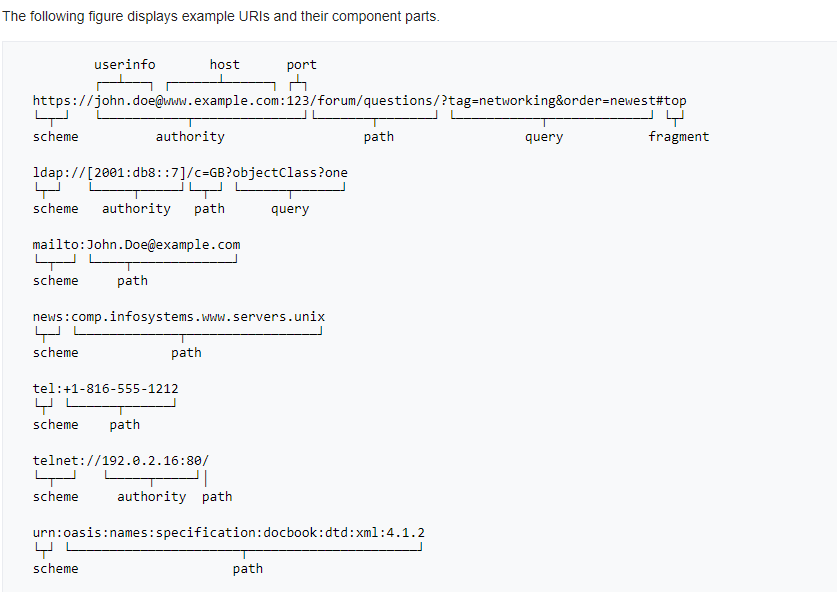 The following figure displays example URIs and their component parts.
userinfo host port
https://john.doe@www.example.com:123/forum/questions/?tag=networking&order=newest#top
scheme authority path query fragment
ldap://[2001:db8::7]/c=GB?objectClass?one
scheme authority path query
mailto:John.Doe@example.com
scheme path
news:comp.infosystems.www.servers.unix
scheme path
tel:+1-816-555-1212
scheme path
telnet://192.0.2.16:80/
scheme authority path
urn:oasis:names:specification:docbook:dtd:xml:4.1.2
scheme path